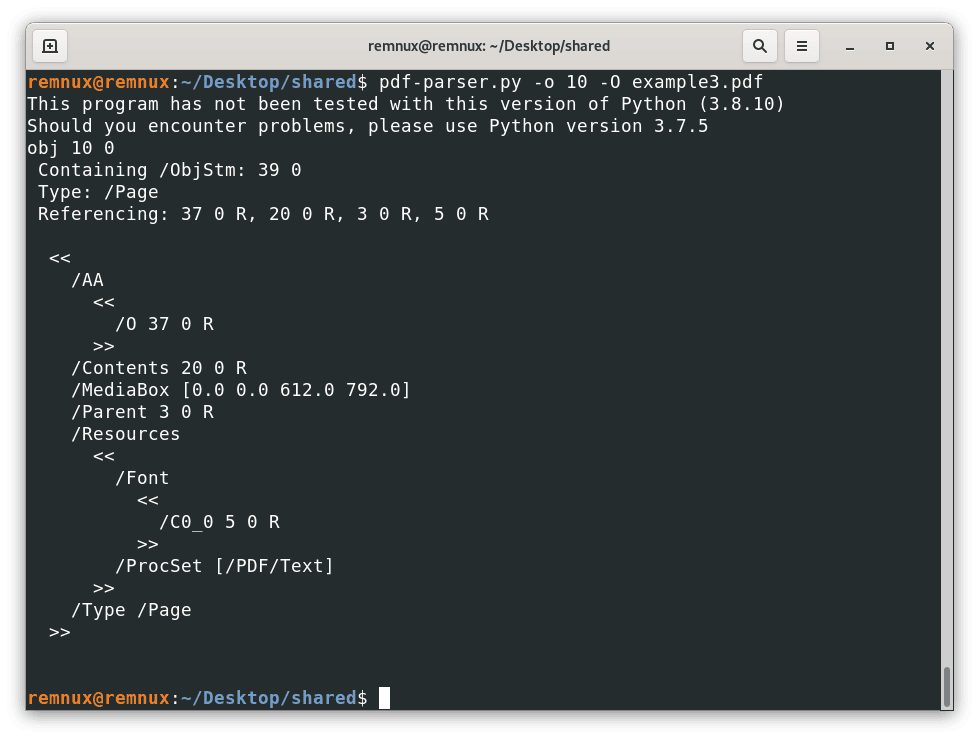 remnux@remnux: ~/Desktop/shared
remnux@remnux:~/Desktop/shared$ pdf-parser.py -o 10 -O example3.pdf
This program has not been tested with this version of Python (3.8.10)
Should you encounter problems, please use Python version 3.7.5
obj 10 0
 Containing /ObjStm: 39 0
 Type: /Page
 Referencing: 37 0 R, 20 0 R, 3 0 R, 5 0 R
  <<
    /AA
      <<
        /O 37 0 R
      >>
    /Contents 20 0 R
    /MediaBox [0.0 0.0 612.0 792.0]
    /Parent 3 0 R
    /Resources
      <<
        /Font
          <<
            /C0_0 5 0 R
          >>
        /ProcSet [/PDF/Text]
      >>
    /Type /Page
  >>
remnux@remnux:~/Desktop/shared$